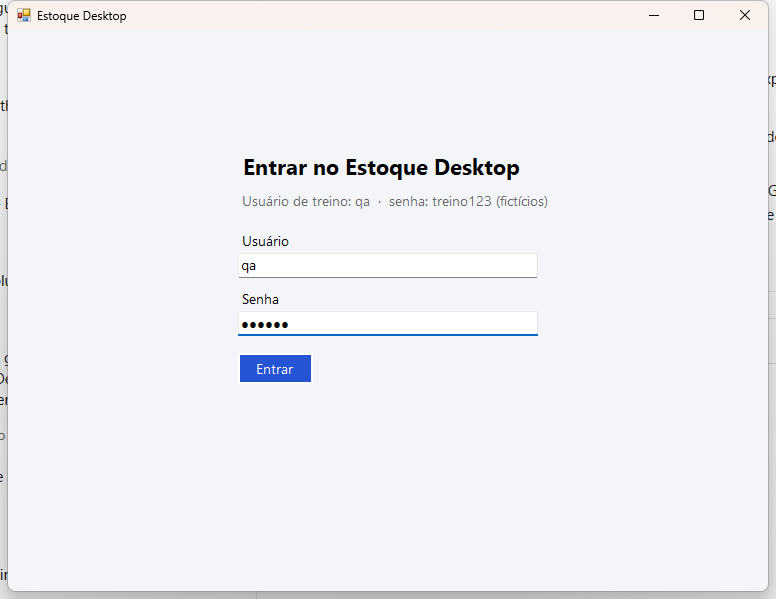 Estoque Desktop
Entrar no Estoque Desktop
Usuário de treino: qa · senha: treino123 (fictícios)
Usuário
qa
Senha
••••••
Entrar